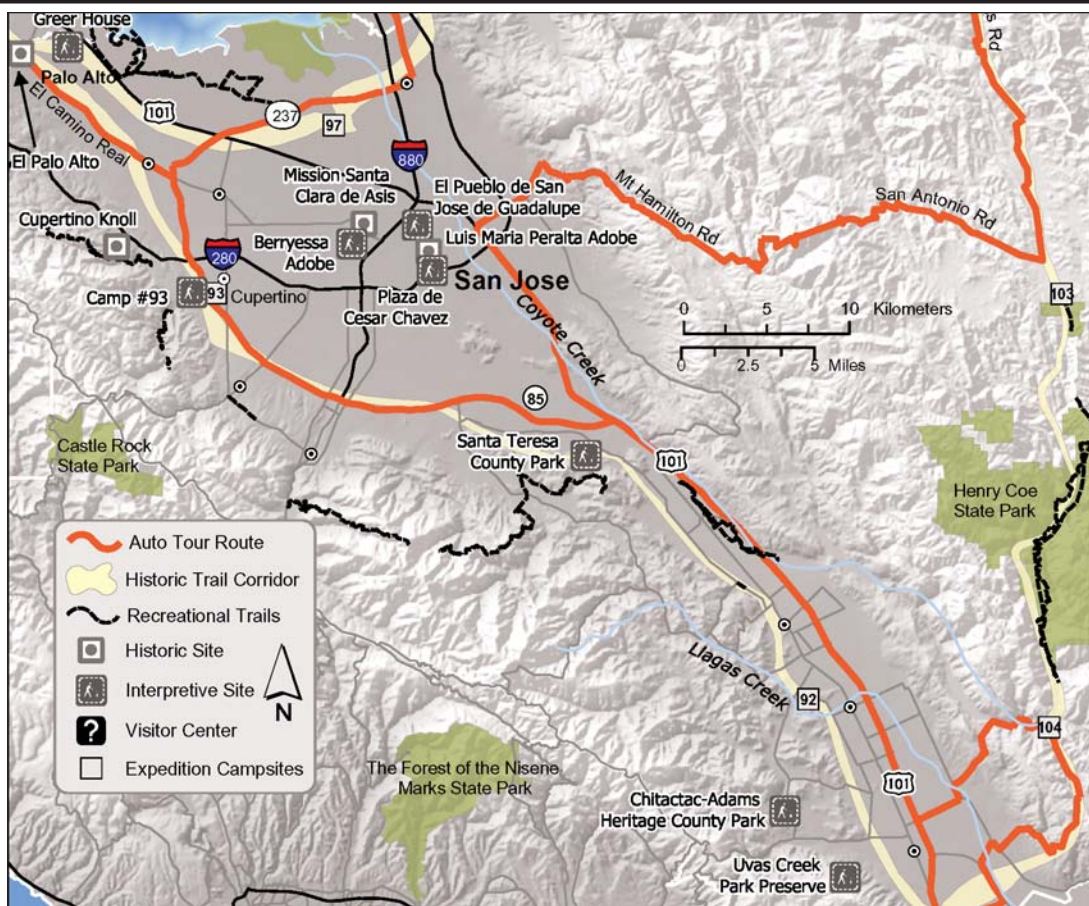 Greer House
Palo Alto
101
El Camino Real
El Palo Alto
237
97
880
Mission Santa
Clara de Asis
El Pueblo de San
Jose de Guadalupe
Mt Hamilton Rd
San Antonio Rd
s Rd
Cupertino Knoll
Berryessa
Adobe
Luis Maria Peralta Adobe
280
San Jose
Camp #93
93
Cupertino
Plaza de
Cesar Chavez
Coyote Creek
103
0 5 10 Kilometers
0 2.5 5 Miles
85
Castle Rock
State Park
Santa Teresa
County Park
101
Henry Coe
State Park
Auto Tour Route
Historic Trail Corridor
Recreational Trails
Historic Site
Interpretive Site
N
? Visitor Center
Expedition Campsites
Llagas Creek
92
104
The Forest of the Nisene
Marks State Park
101
Chitactac-Adams
Heritage County Park
Uvas Creek
Park Preserve